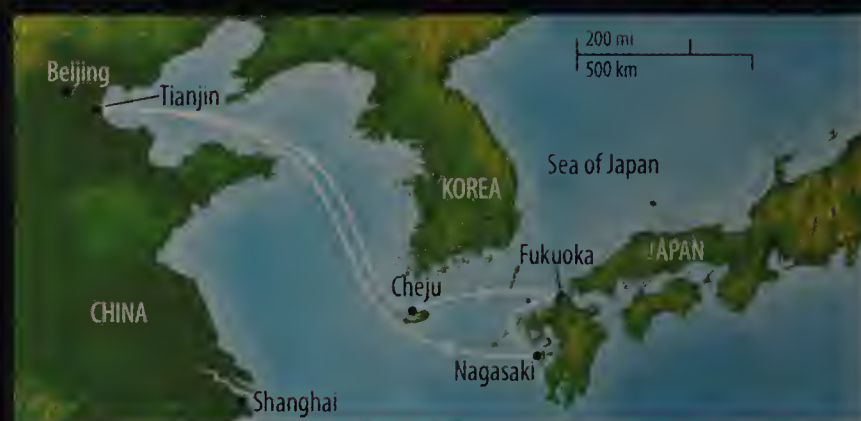 200 mi
500 km
Beijing
Tianjin
Sea of Japan
KOREA
JAPAN
Fukuoka
Cheju
CHINA
Nagasaki
Shanghai